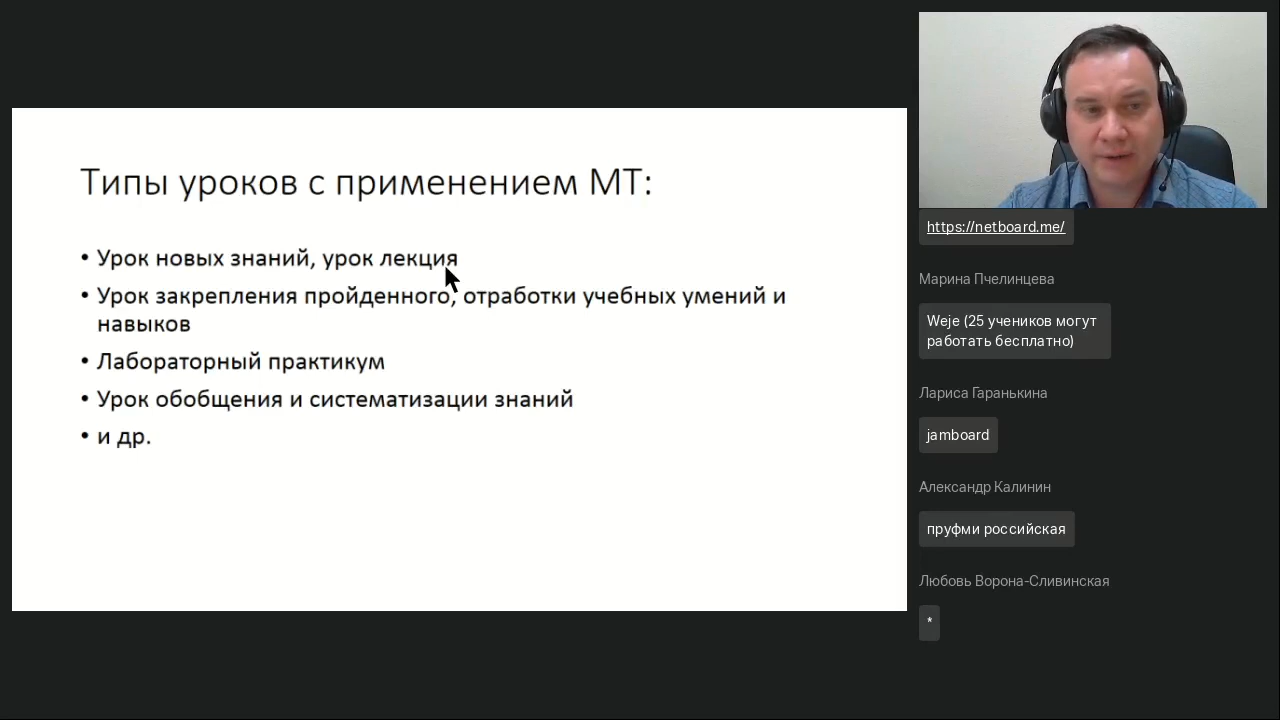 Типы уроков с применением МТ:
• Урок новых знаний, урок лекция
• Урок закрепления пройденного, отработки учебных умений и
навыков
• Лабораторный практикум
• Урок обобщения и систематизации знаний
• и др.
https://netboard.me/
Марина Пчелинцева
Weje (25 учеников могут
работать бесплатно)
Лариса Гаранькина
jamboard
Александр Калинин
пруфми российская
Любовь Ворона-Сливинская
*